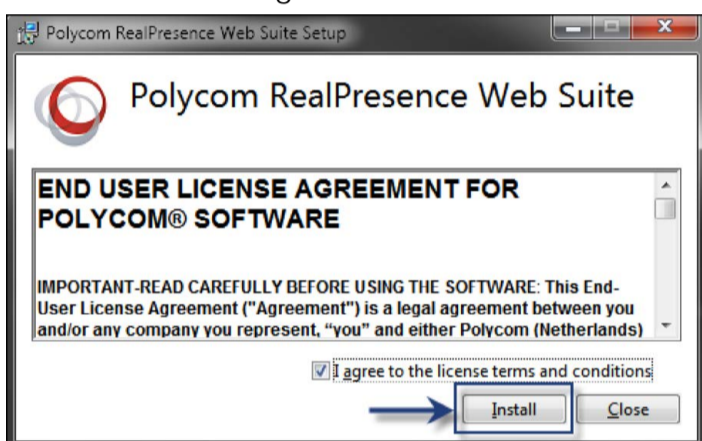 Polycom RealPresence Web Suite Setup
Polycom RealPresence Web Suite
END USER LICENSE AGREEMENT FOR
POLYCOM® SOFTWARE
IMPORTANT-READ CAREFULLY BEFORE USING THE SOFTWARE: This End-
User License Agreement ("Agreement") is a legal agreement between you
and/or any company you represent, “you” and either Polycom (Netherlands)
I agree to the license terms and conditions
Install Close